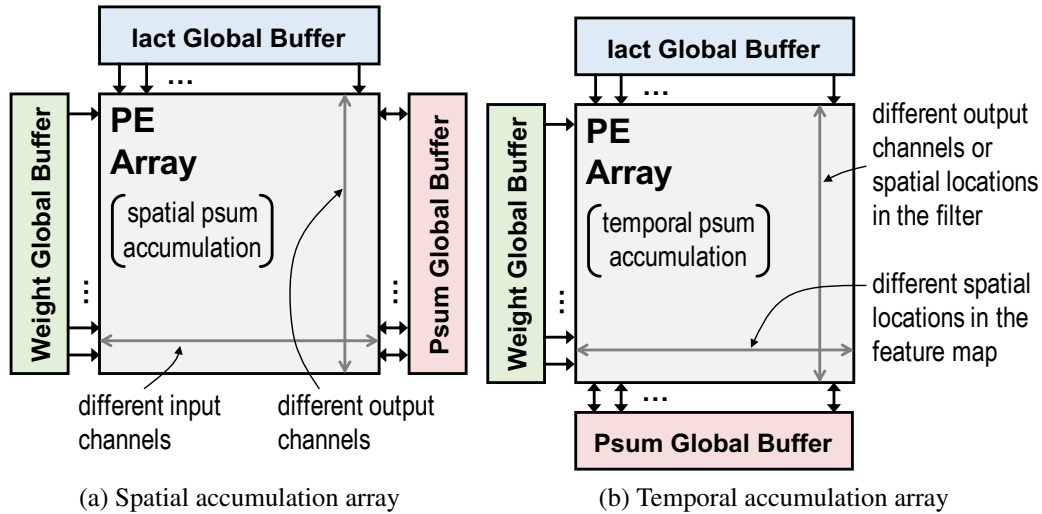 Iact Global Buffer
...
Weight Global Buffer
PE
Array
spatial psum
accumulation
...
...
Psum Global Buffer
different input
channels
different output
channels
(a) Spatial accumulation array
Iact Global Buffer
...
Weight Global Buffer
PE
Array
temporal psum
accumulation
...
different output
channels or
spatial locations
in the filter
different spatial
locations in the
feature map
...
Psum Global Buffer
(b) Temporal accumulation array